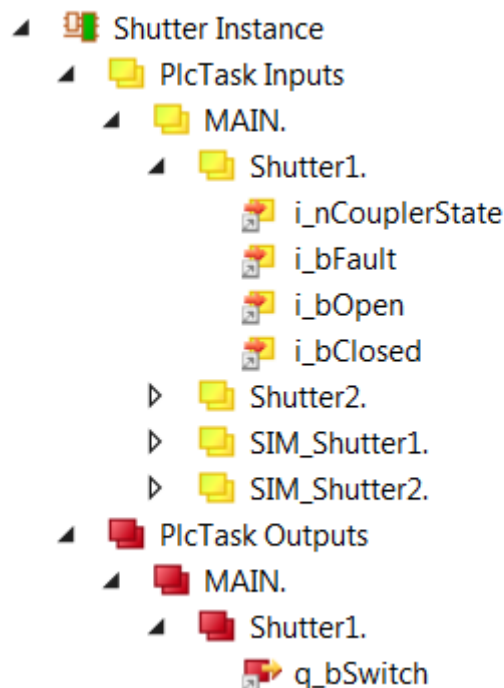 Shutter Instance
PlcTask Inputs
MAIN.
Shutter1.
i_nCouplerState
i_bFault
i_bOpen
i_bClosed
Shutter2.
SIM_Shutter1.
SIM_Shutter2.
PlcTask Outputs
MAIN.
Shutter1.
q_bSwitch